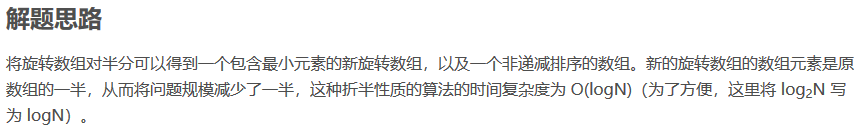 解题思路
将旋转数组对半分可以得到一个包含最小元素的新旋转数组，以及一个非递减排序的数组。新的旋转数组的数组元素是原
数组的一半，从而将问题规模减少了一半，这种折半性质的算法的时间复杂度为 O(logN)（为了方便，这里将 log₂N 写
为 logN）。